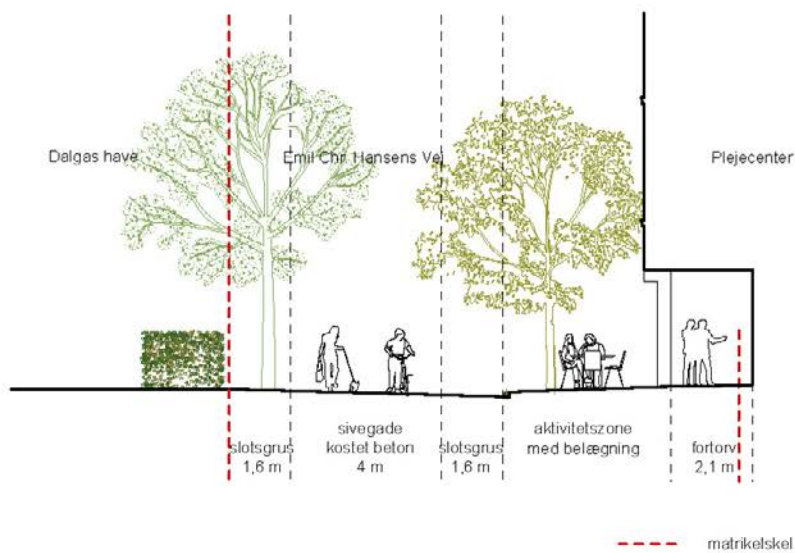 Dalgas have
Emil Chr. Hansens Vej
Plejecenter
slotsgrus
1,6 m
sivegade
kostet beton
4 m
slotsgrus
1,6 m
aktivitetszone
med belægning
fortorv
2,1 m
matrikelskel